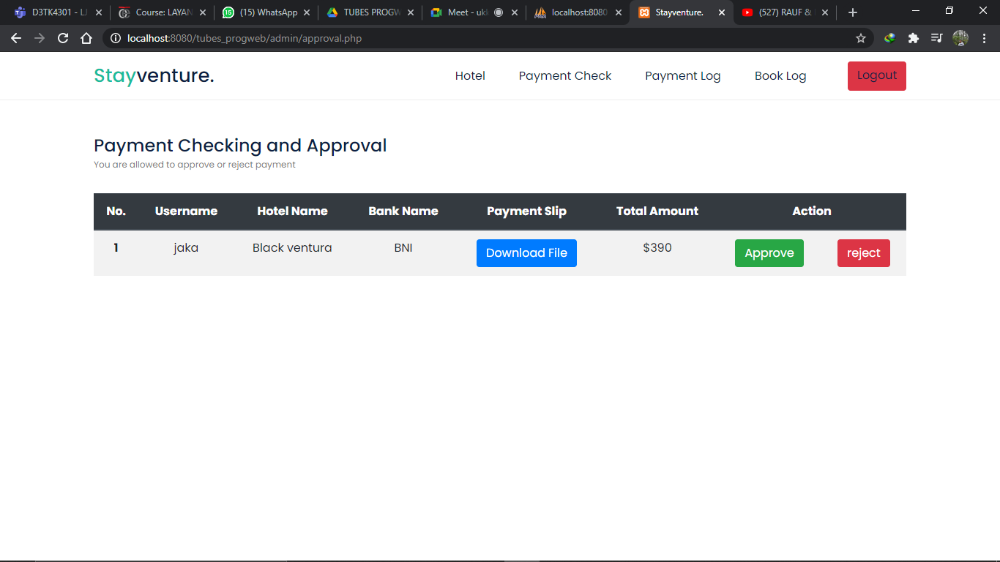 D3TK4301 - LJ
Course: LAYAN
(15) WhatsApp
TUBES PROGW
Meet - uk
localhost:8080
Stayventure.
(527) RAUF &
localhost:8080/tubes_progweb/admin/approval.php
Stayventure.
Hotel
Payment Check
Payment Log
Book Log
Logout
Payment Checking and Approval
You are allowed to approve or reject payment
No. Username Hotel Name Bank Name Payment Slip Total Amount Action
1 jaka Black ventura BNI Download File $390 Approve reject